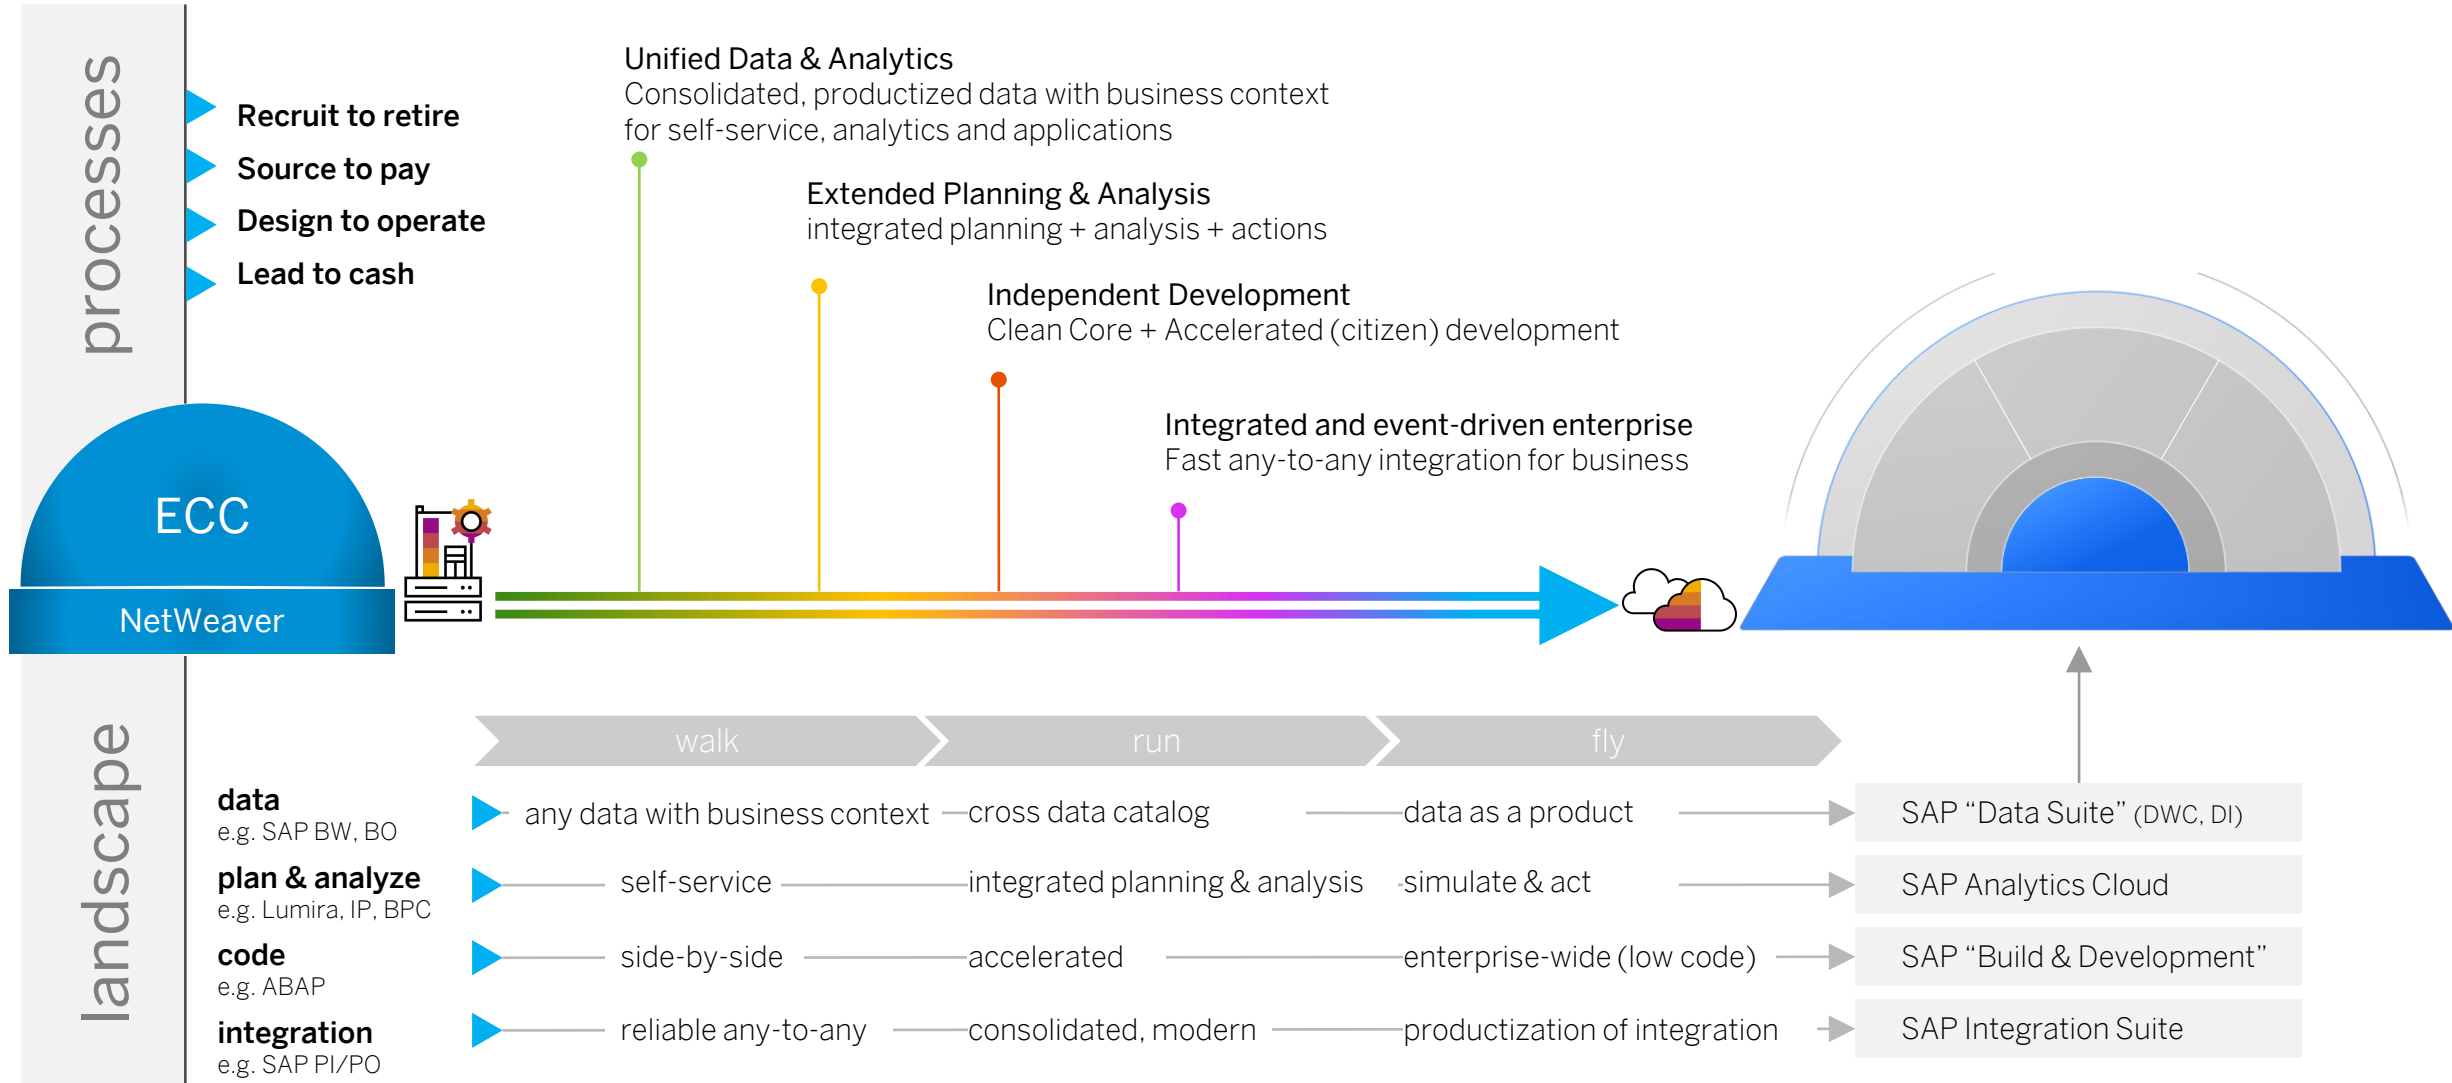 processes
Recruit to retire
Source to pay
Design to operate
Lead to cash
Unified Data & Analytics
Consolidated, productized data with business context
for self-service, analytics and applications
Extended Planning & Analysis
integrated planning + analysis + actions
Independent Development
Clean Core + Accelerated (citizen) development
Integrated and event-driven enterprise
Fast any-to-any integration for business
ECC
NetWeaver
landscape
walk
run
fly
data
e.g. SAP BW, BO
any data with business context
cross data catalog
data as a product
SAP “Data Suite” (DWC, DI)
plan & analyze
e.g. Lumira, IP, BPC
self-service
integrated planning & analysis
simulate & act
SAP Analytics Cloud
code
e.g. ABAP
side-by-side
accelerated
enterprise-wide (low code)
SAP “Build & Development”
integration
e.g. SAP PI/PO
reliable any-to-any
consolidated, modern
productization of integration
SAP Integration Suite